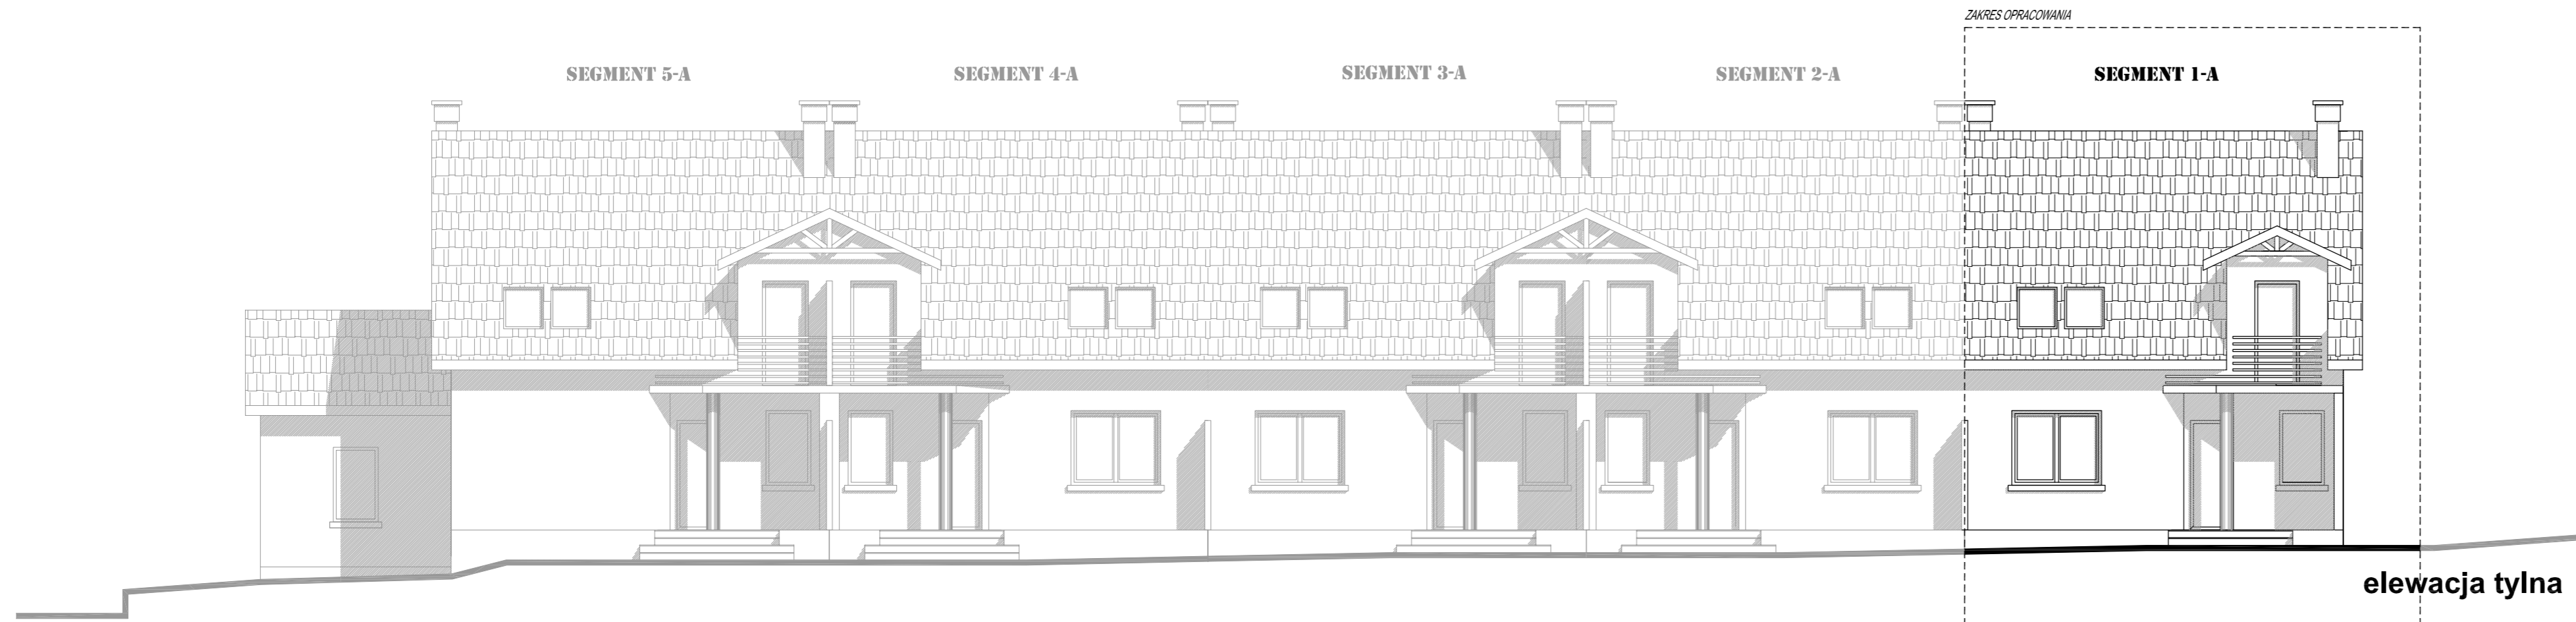 ZAKRES OPRACOWANIA
SEGMENT 5-A
SEGMENT 4-A
SEGMENT 3-A
SEGMENT 2-A
SEGMENT 1-A
elewacja tylna